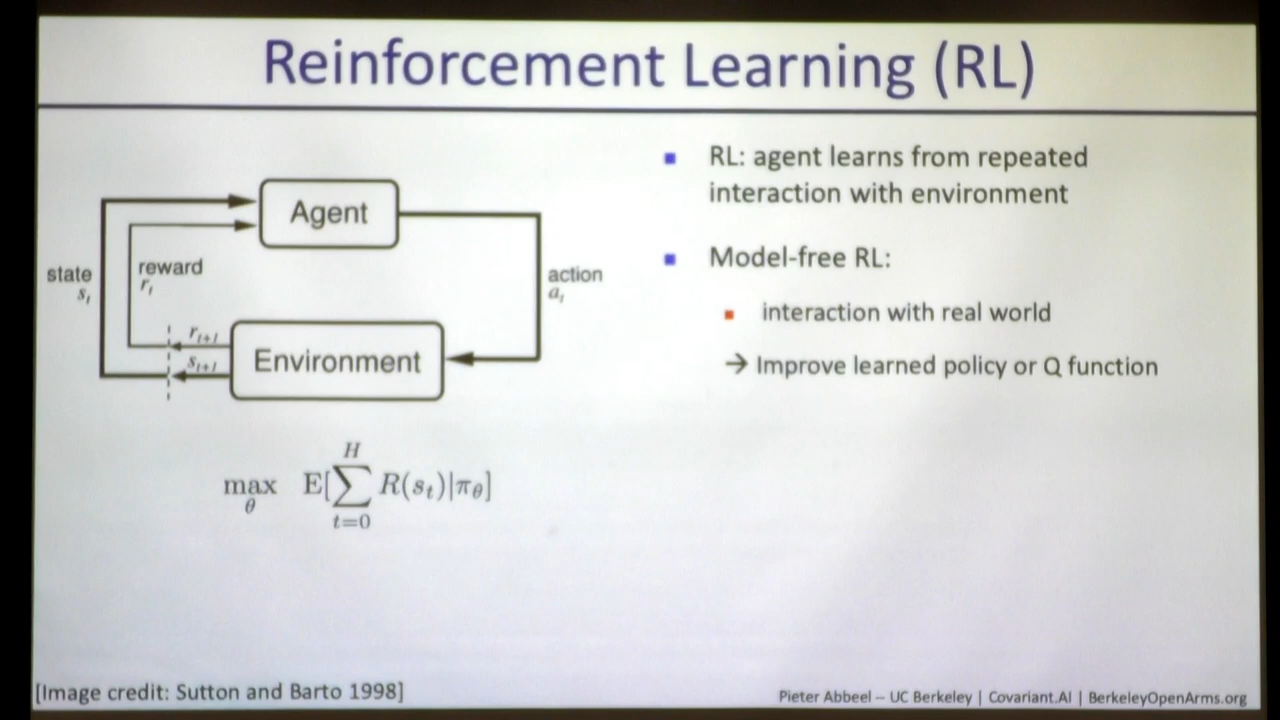 Reinforcement Learning (RL)
Agent
state
s_t
reward
r_t
action
a_t
r_{t+1}
s_{t+1}
Environment
max_θ E[∑_{t=0}^{H} R(s_t)|π_θ]
RL: agent learns from repeated
interaction with environment
Model-free RL:
interaction with real world
→ Improve learned policy or Q function
[Image credit: Sutton and Barto 1998]
Pieter Abbeel – UC Berkeley | Covariant.AI | BerkeleyOpenArms.org